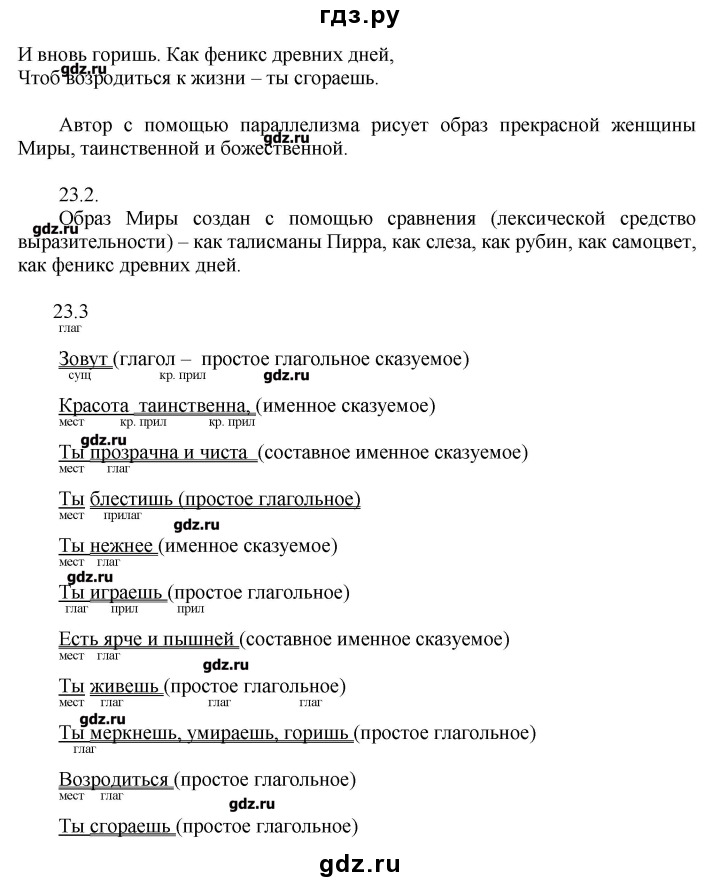 гдз.ру
И вновь горишь. Как феникс древних дней,
gdz.ru
Чтоб возродиться к жизни – ты сгораешь.
Автор с помощью параллелизма рисует образ прекрасной женщины
gdz.ru
Миры, таинственной и божественной.
23.2.
Образ Миры создан с помощью сравнения (лексической средство
gdz.ru
выразительности) – как талисманы Пирра, как слеза, как рубин, как самоцвет,
как феникс древних дней.
23.3
глаг
Зовут (глагол – простое глагольное сказуемое)
сущ кр. прил gdz.ru
Красота таинственна, (именное сказуемое)
мест кр. прил кр. прил
gdz.ru
Ты прозрачна и чиста (составное именное сказуемое)
мест глаг
Ты блестишь (простое глагольное)
мест прилаг
gdz.ru
Ты нежнее (именное сказуемое)
мест глаг
gdz.ru
Ты играешь (простое глагольное)
глаг прил прил
Есть ярче и пышней (составное именное сказуемое)
мест глаг gdz.ru
Ты живешь (простое глагольное)
мест глаг глаг глаг
gdz.ru
Ты меркнешь, умираешь, горишь (простое глагольное)
глаг
Возродиться (простое глагольное)
мест глаг gdz.ru
Ты сгораешь (простое глагольное)
gdz.ru